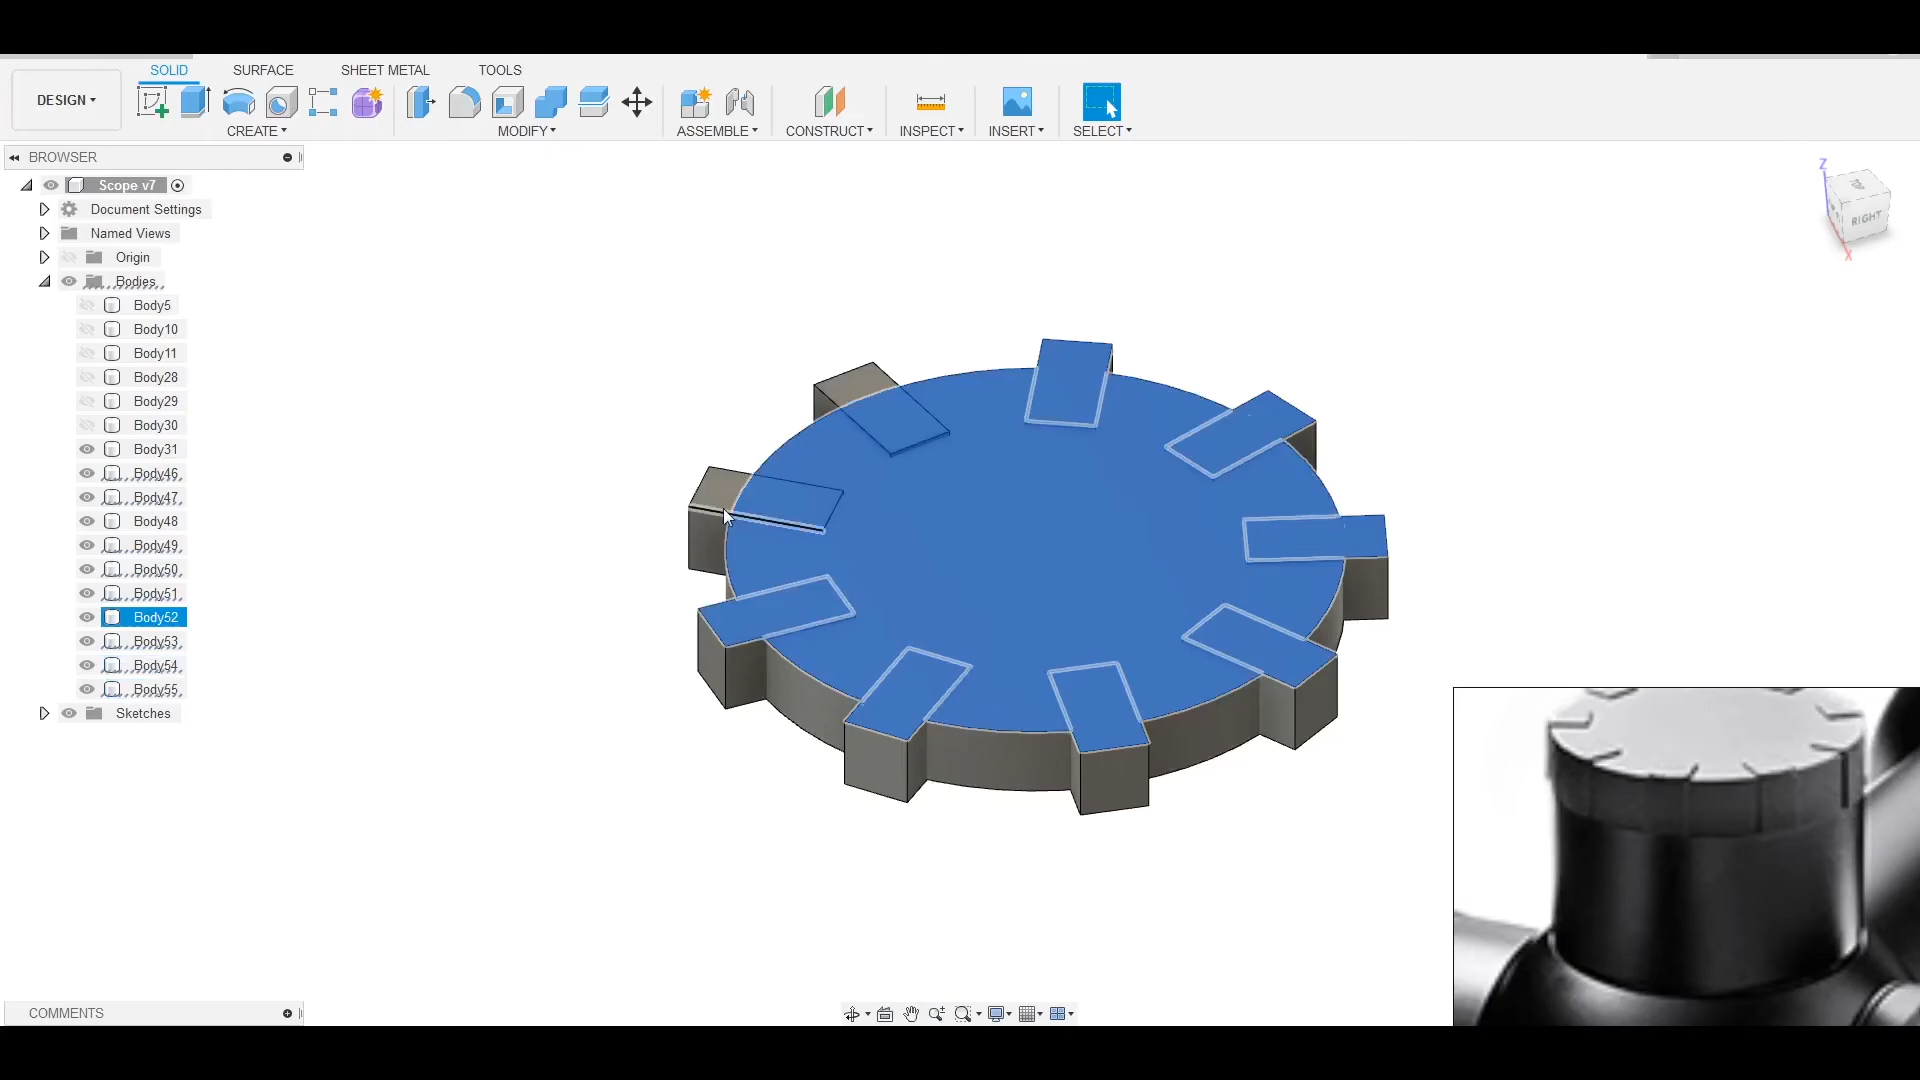 SOLID SURFACE SHEET METAL TOOLS
DESIGN
CREATE MODIFY ASSEMBLE CONSTRUCT INSPECT INSERT SELECT
BROWSER
Scope v7
Document Settings
Named Views
Origin
Bodies
Body5
Body10
Body11
Body28
Body29
Body30
Body31
Body46
Body47
Body48
Body49
Body50
Body51
Body52
Body53
Body54
Body55
Sketches
COMMENTS
Z
TOP
RIGHT
X